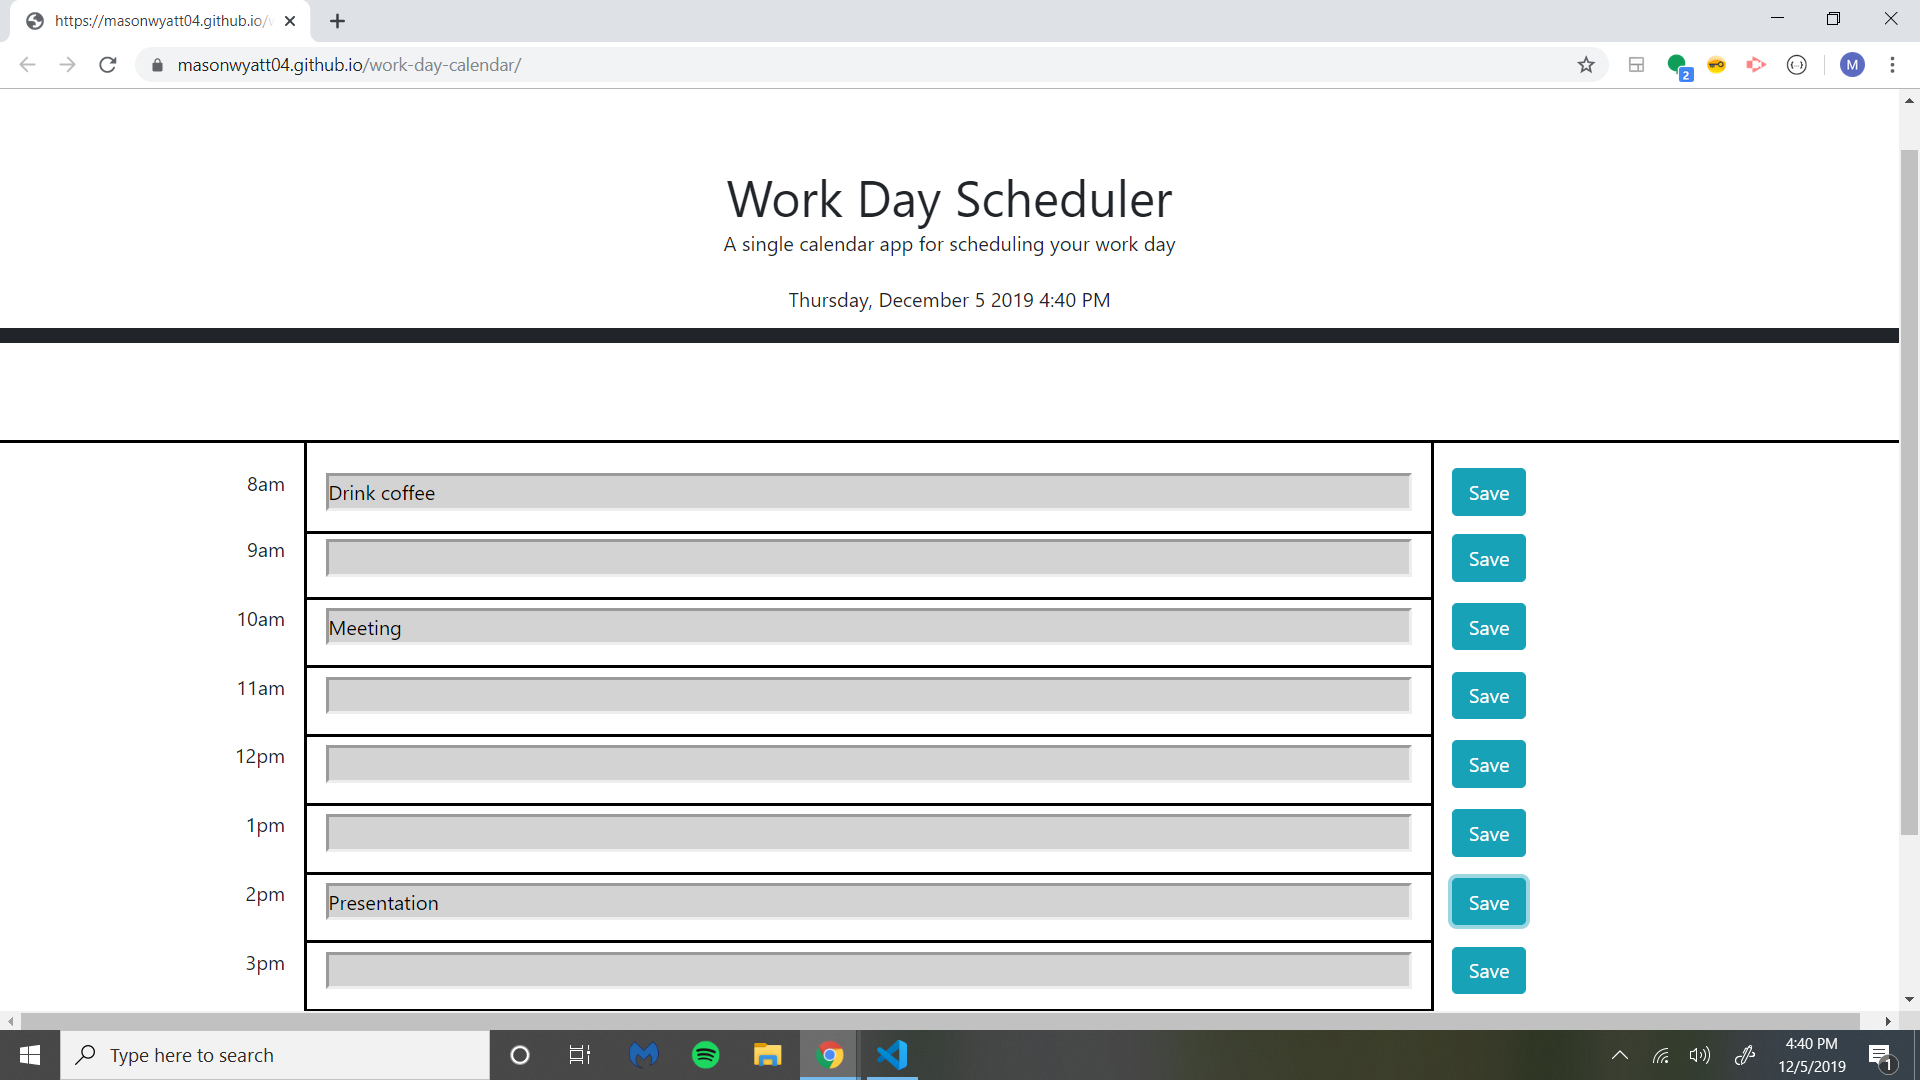 https://masonwyatt04.github.io/
masonwyatt04.github.io/work-day-calendar/
2
M
Work Day Scheduler
A single calendar app for scheduling your work day
Thursday, December 5 2019 4:40 PM
8am Drink coffee Save
9am Save
10am Meeting Save
11am Save
12pm Save
1pm Save
2pm Presentation Save
3pm Save
Type here to search
4:40 PM
12/5/2019
1